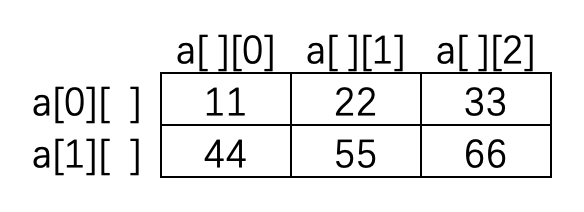 a[ ][0] a[ ][1] a[ ][2]
a[0][ ] 11 22 33
a[1][ ] 44 55 66